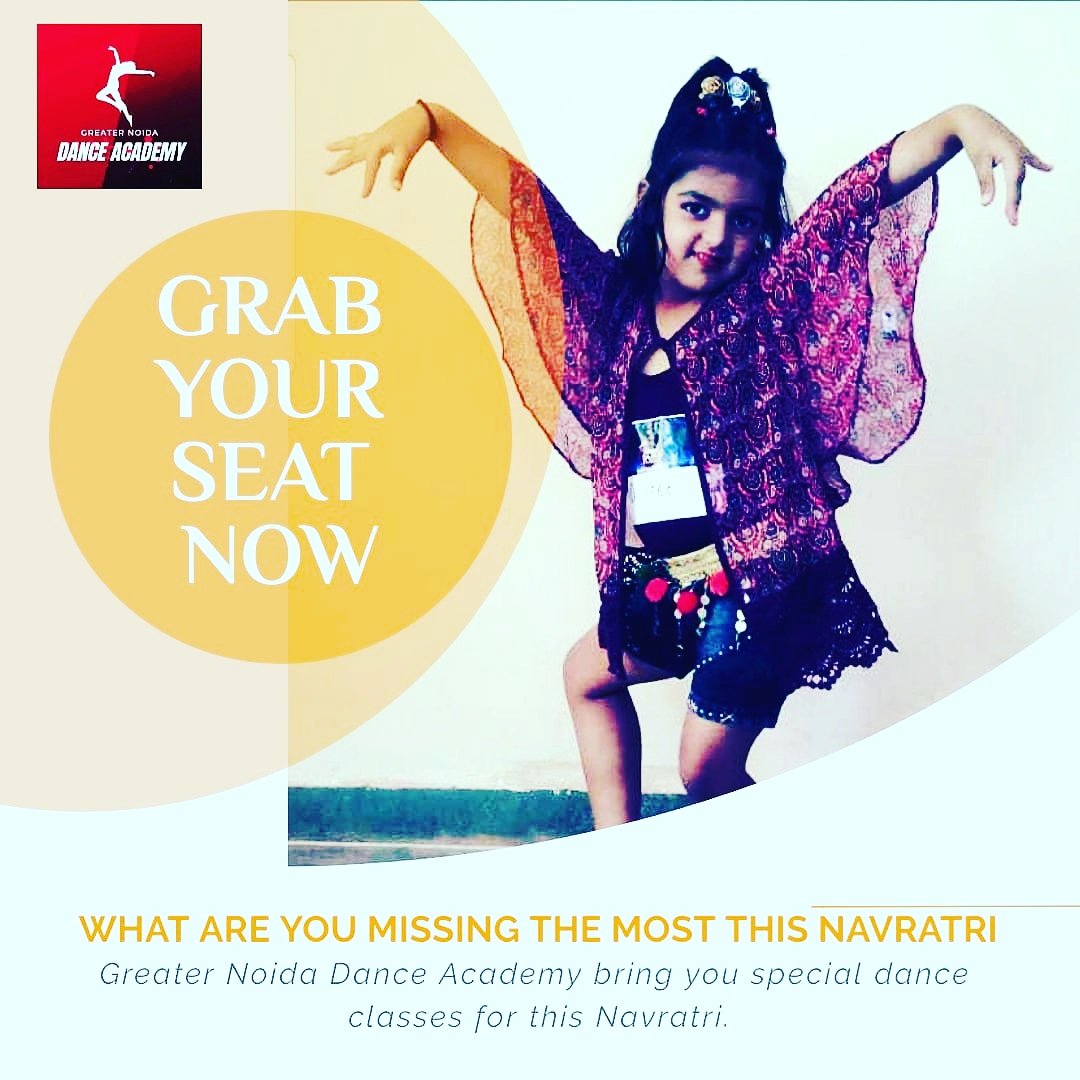 GREATER NOIDA
DANCE ACADEMY
GRAB
YOUR
SEAT
NOW
WHAT ARE YOU MISSING THE MOST THIS NAVRATRI
Greater Noida Dance Academy bring you special dance
classes for this Navratri.